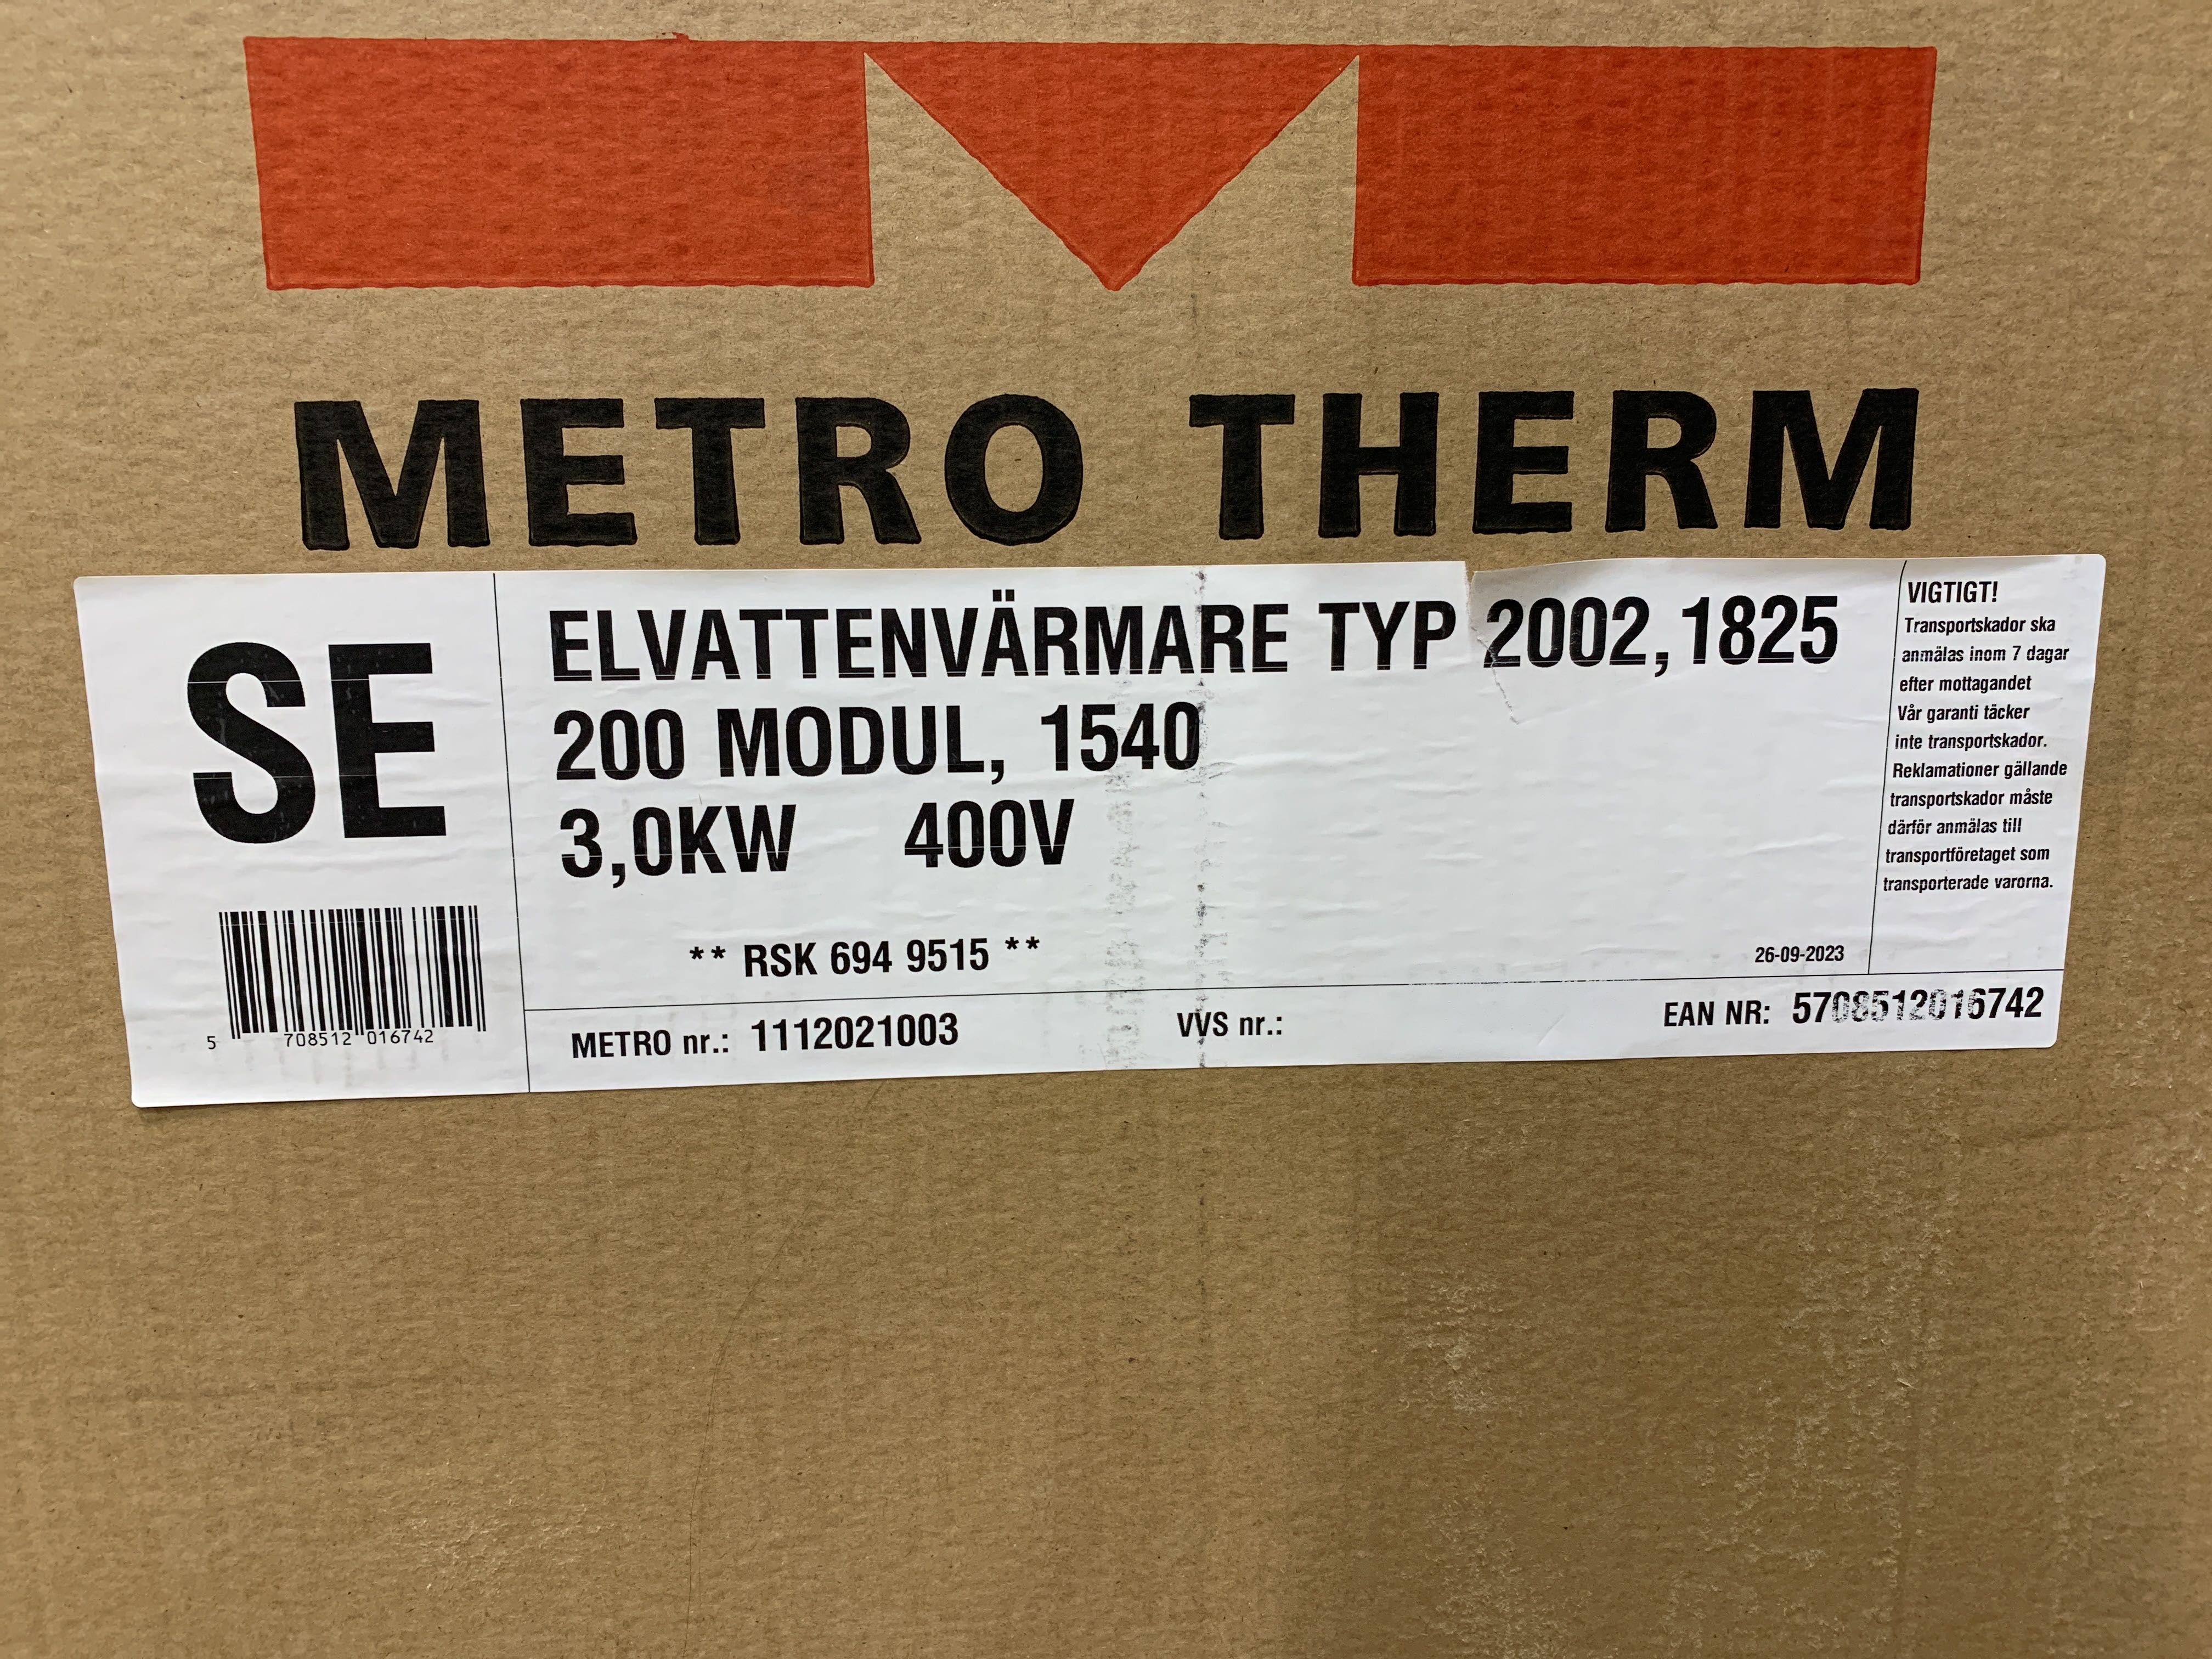 METRO THERM
SE
ELVATTENVÄRMARE TYP 2002,1825
200 MODUL, 1540
3,0KW 400V
** RSK 694 9515 **
26-09-2023
VIGTIGT!
Transportskador ska
anmälas inom 7 dagar
efter mottagandet
Vår garanti täcker
inte transportskador.
Reklamationer gällande
transportskador måste
därför anmälas till
transportföretaget som
transporterade varorna.
5 708512 016742
METRO nr.: 1112021003
VVS nr.:
EAN NR: 5708512016742